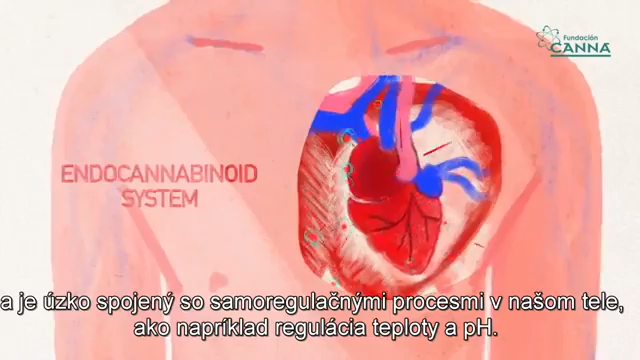 Fundación
CANNA
ENDOCANNABINOID
SYSTEM
a je úzko spojený so samoregulačnými procesmi v našom tele,
ako napríklad regulácia teploty a pH.